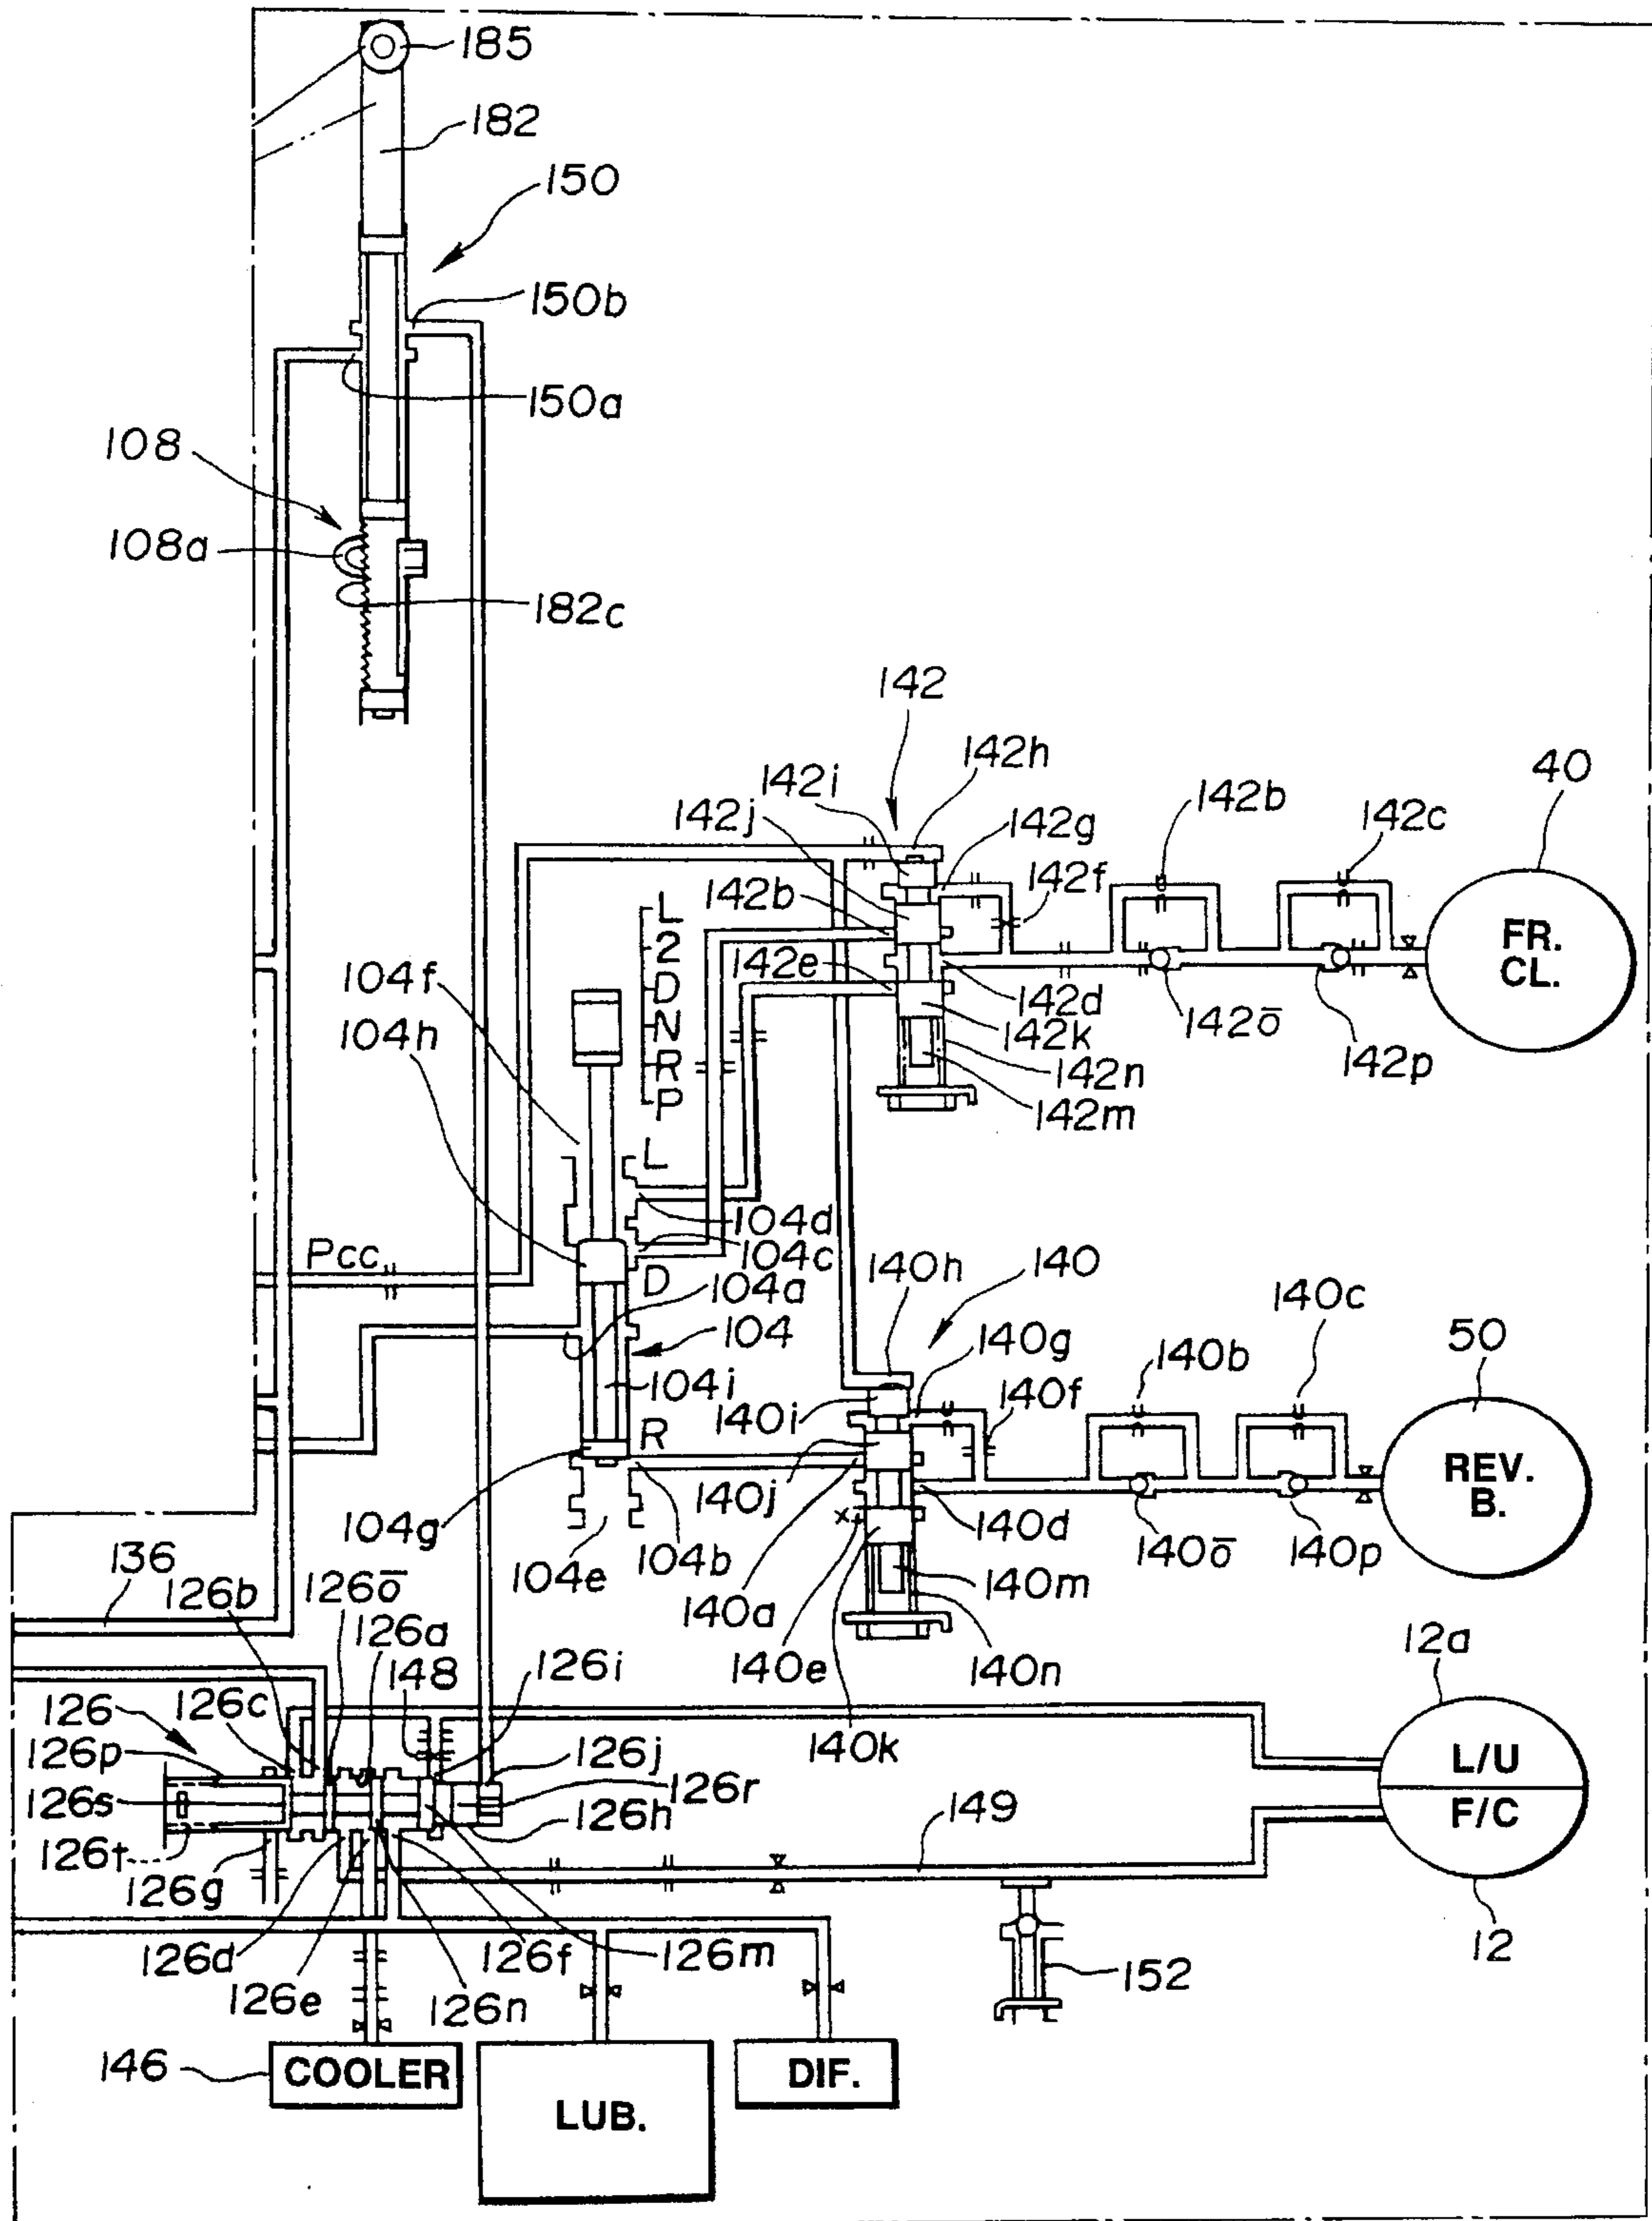 185
182
150
150b
150a
108
108a
182c
142
142h
142i
40
142b
142c
142j
142g
142f
FR.
CL.
L
2
D
N
R
P
142b
142e
142d
142k
142o̅
142p
142n
142m
104f
104h
L
104d
104c
Pcc
D
104a
104
104i
R
140h
140
140c
50
140b
140g
140f
140i
REV.
B.
140j
140d
140o̅
140p
104g
x
104e
104b
140a
140m
140e
140n
140k
136
126b
126o̅
126a
148
126i
12a
126
126c
126p
126j
L/U
126s
126r
F/C
126h
149
126t
126g
126d
126f
126m
12
126e
126n
152
146
COOLER
DIF.
LUB.